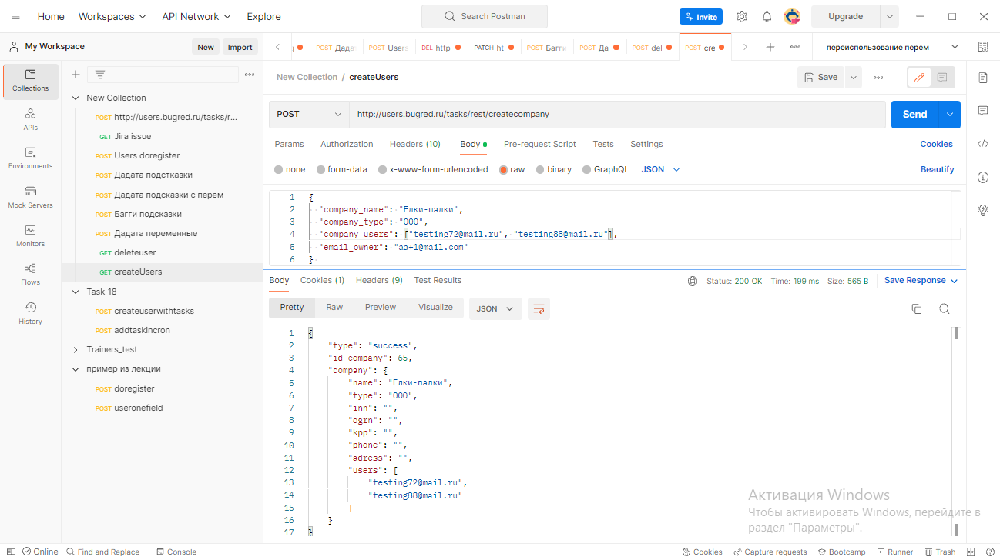 Home Workspaces API Network Explore Search Postman Invite Upgrade
My Workspace New Import
POST Дада POST Users DEL https PATCH ht POST Багги POST Дад POST del POST cre переиспользование перем
Collections
APIs
Environments
Mock Servers
Monitors
Flows
History
New Collection
POST http://users.bugred.ru/tasks/r...
GET Jira issue
POST Users doregister
POST Дадата подсттказки
POST Дадата подсказки с перем
POST Багги подсказки
POST Дадата переменные
GET deleteuser
GET createUsers
Task_18
POST createuserwithtasks
POST addtaskincron
Trainers_test
пример из лекции
POST doregister
POST useronefield
New Collection / createUsers Save
POST http://users.bugred.ru/tasks/rest/createcompany Send
Params Authorization Headers (10) Body Pre-request Script Tests Settings Cookies
none form-data x-www-form-urlencoded raw binary GraphQL JSON Beautify
1 {
2 "company_name": "Елки-палки",
3 "company_type": "ООО",
4 "company_users": ["testing72@mail.ru", "testing88@mail.ru"],
5 "email_owner": "aa+1@mail.com"
6 }
Body Cookies (1) Headers (9) Test Results Status: 200 OK Time: 199 ms Size: 565 B Save Response
Pretty Raw Preview Visualize JSON
1 {
2 "type": "success",
3 "id_company": 65,
4 "company": {
5 "name": "Елки-палки",
6 "type": "ООО",
7 "inn": "",
8 "ogrn": "",
9 "kpp": "",
10 "phone": "",
11 "adress": "",
12 "users": [
13 "testing72@mail.ru",
14 "testing88@mail.ru"
15 ]
16 }
17 }
Активация Windows
Чтобы активировать Windows, перейдите в
раздел "Параметры".
Online Find and Replace Console Cookies Capture requests Bootcamp Runner Trash